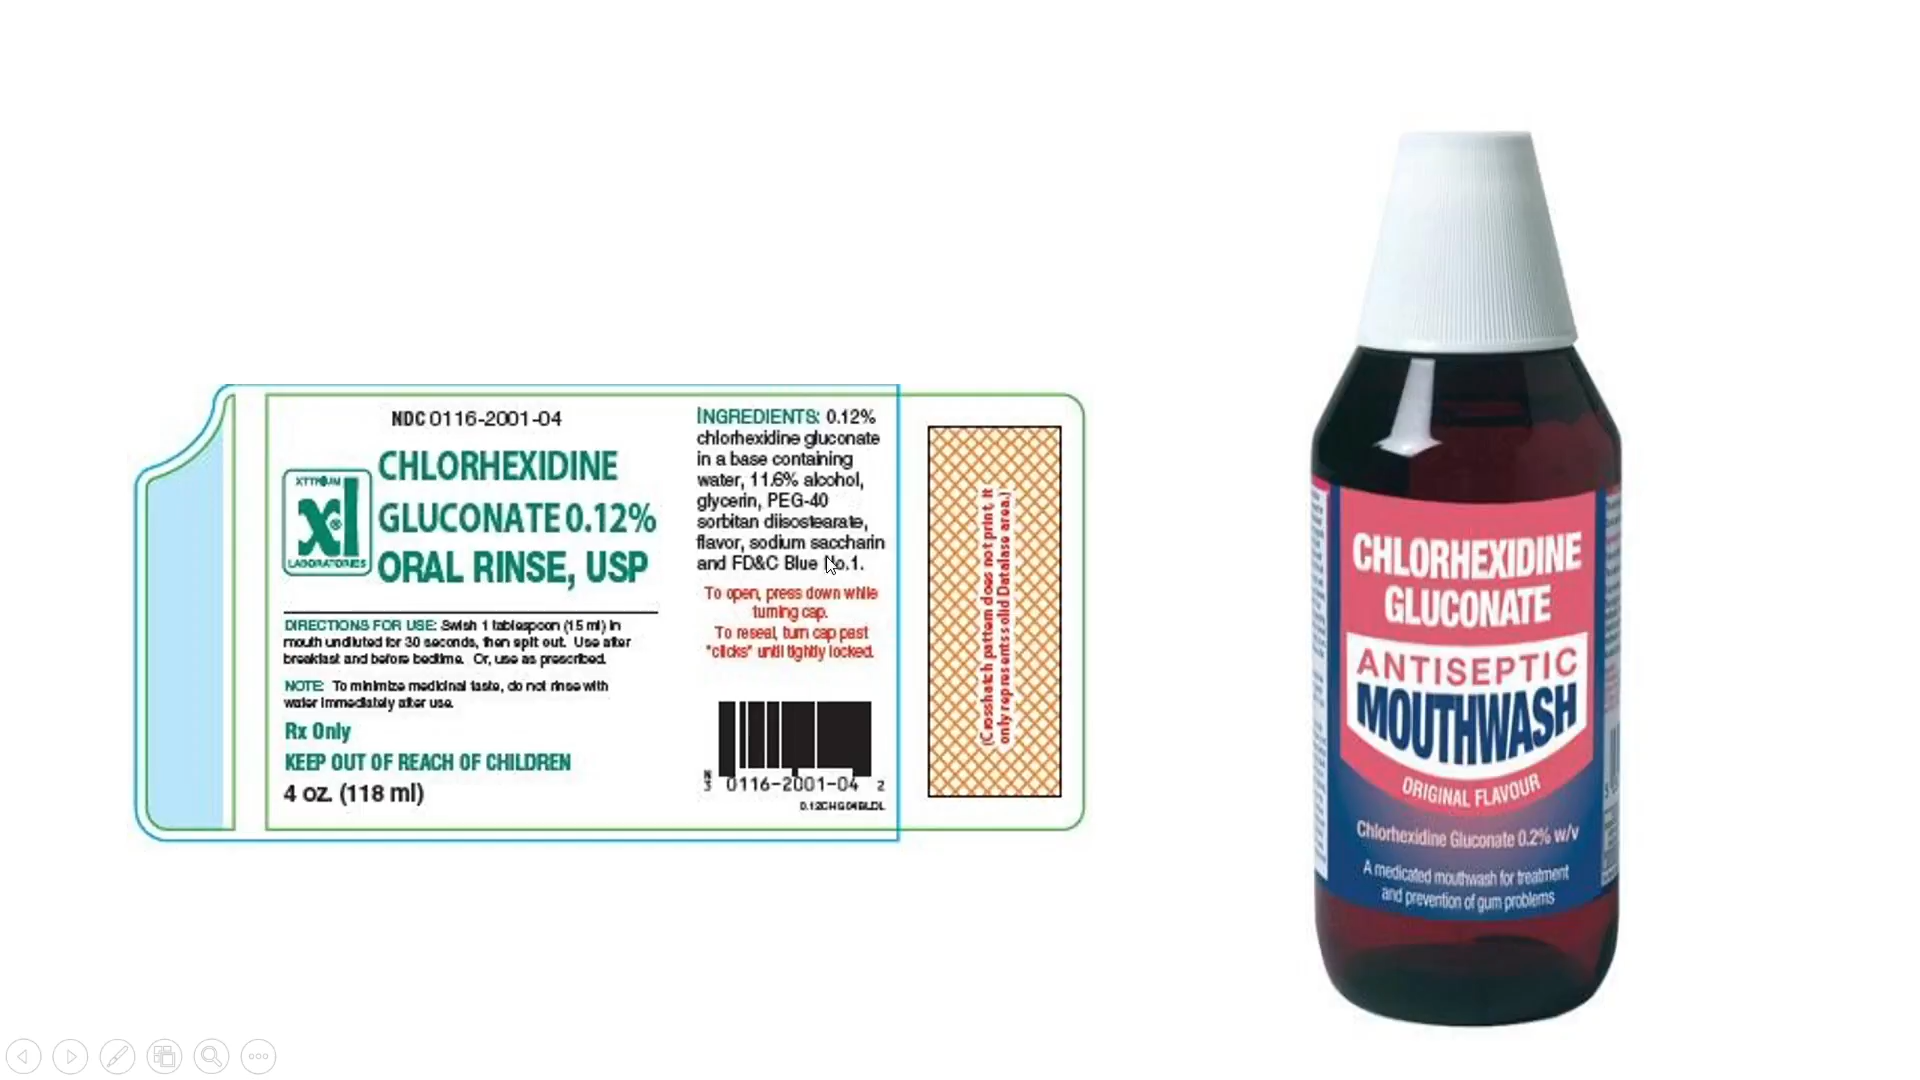 NDC 0116-2001-04
XTTRIUM
xl®
LABORATORIES
CHLORHEXIDINE
GLUCONATE 0.12%
ORAL RINSE, USP
DIRECTIONS FOR USE: Swish 1 tablespoon (15 ml) in
mouth undiluted for 30 seconds, then spit out. Use after
breakfast and before bedtime. Or, use as prescribed.
NOTE: To minimize medicinal taste, do not rinse with
water immediately after use.
Rx Only
KEEP OUT OF REACH OF CHILDREN
4 oz. (118 ml)
INGREDIENTS: 0.12%
chlorhexidine gluconate
in a base containing
water, 11.6% alcohol,
glycerin, PEG-40
sorbitan diisostearate,
flavor, sodium saccharin
and FD&C Blue No.1.
To open, press down while
turning cap.
To reseal, turn cap past
"clicks" until tightly locked.
N
3 0116-2001-04 2
0.12CHG04BLDL
(Crosshatch pattern does not print, it
only represents solid Datalase area.)
CHLORHEXIDINE
GLUCONATE
ANTISEPTIC
MOUTHWASH
ORIGINAL FLAVOUR
Chlorhexidine Gluconate 0.2% w/v
A medicated mouthwash for treatment
and prevention of gum problems